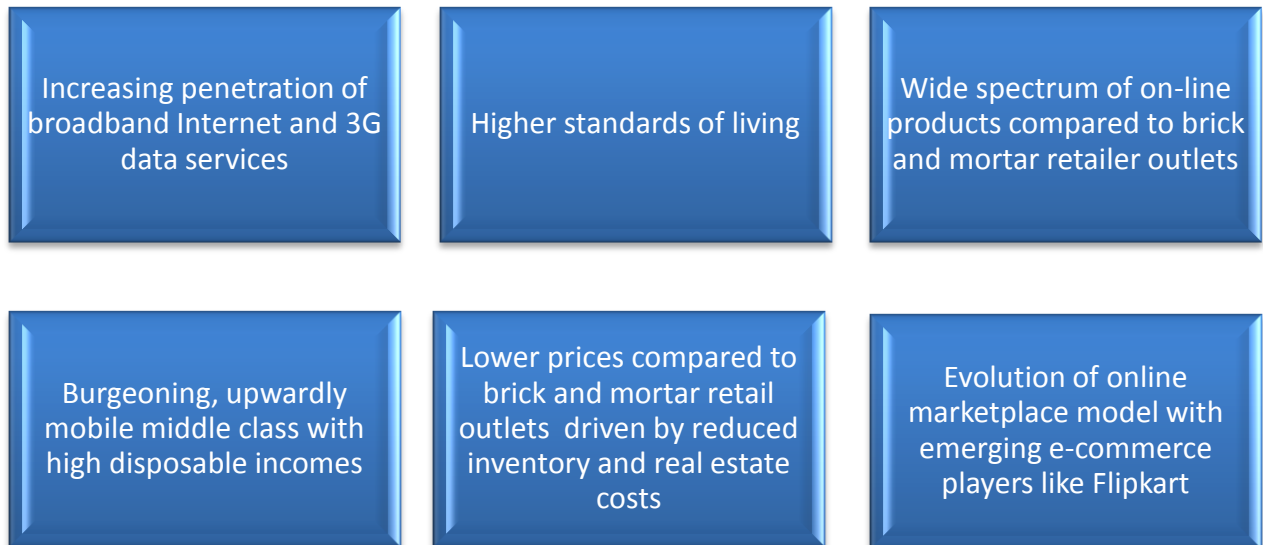 Increasing penetration of
broadband Internet and 3G
data services
Higher standards of living
Wide spectrum of on-line
products compared to brick
and mortar retailer outlets
Burgeoning, upwardly
mobile middle class with
high disposable incomes
Lower prices compared to
brick and mortar retail
outlets driven by reduced
inventory and real estate
costs
Evolution of online
marketplace model with
emerging e-commerce
players like Flipkart